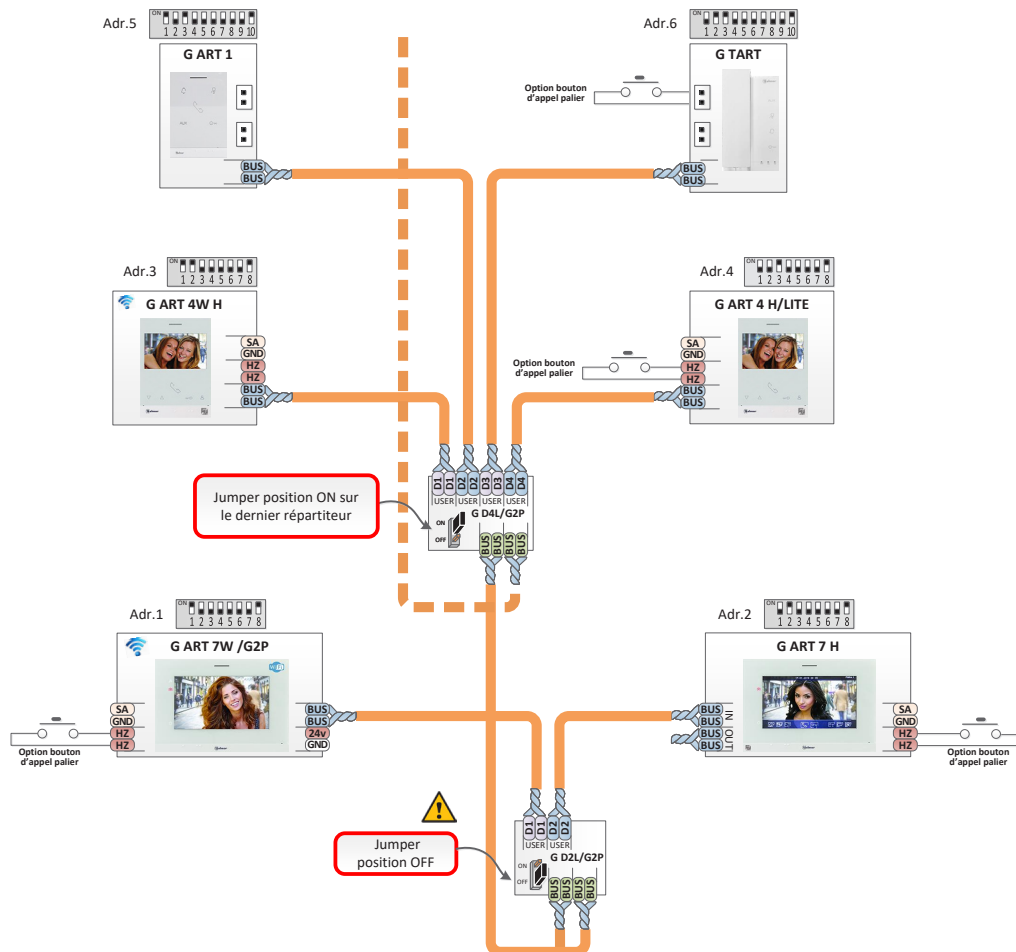 Adr.5
ON
1 2 3 4 5 6 7 8 9 10
G ART 1
BUS
BUS
Adr.6
ON
1 2 3 4 5 6 7 8 9 10
G TART
Option bouton
d'appel palier
BUS
BUS
Adr.3
ON
1 2 3 4 5 6 7 8
G ART 4W H
SA
GND
HZ
HZ
BUS
BUS
Adr.4
ON
1 2 3 4 5 6 7 8
G ART 4 H/LITE
SA
GND
HZ
HZ
BUS
BUS
Option bouton
d'appel palier
Jumper position ON sur
le dernier répartiteur
D1 D1 D2 D2 D3 D3 D4 D4
USER USER USER USER
G D4L/G2P
ON
OFF
BUS BUS BUS BUS
Adr.1
ON
1 2 3 4 5 6 7 8
G ART 7W /G2P
Wi Fi
SA
GND
HZ
HZ
BUS
BUS
24v
GND
Option bouton
d'appel palier
Adr.2
ON
1 2 3 4 5 6 7 8
G ART 7 H
BUS
BUS
IN
BUS
BUS
OUT
SA
GND
HZ
HZ
Option bouton
d'appel palier
Jumper
position OFF
D1 D1 D2 D2
USER USER
G D2L/G2P
ON
OFF
BUS BUS BUS BUS